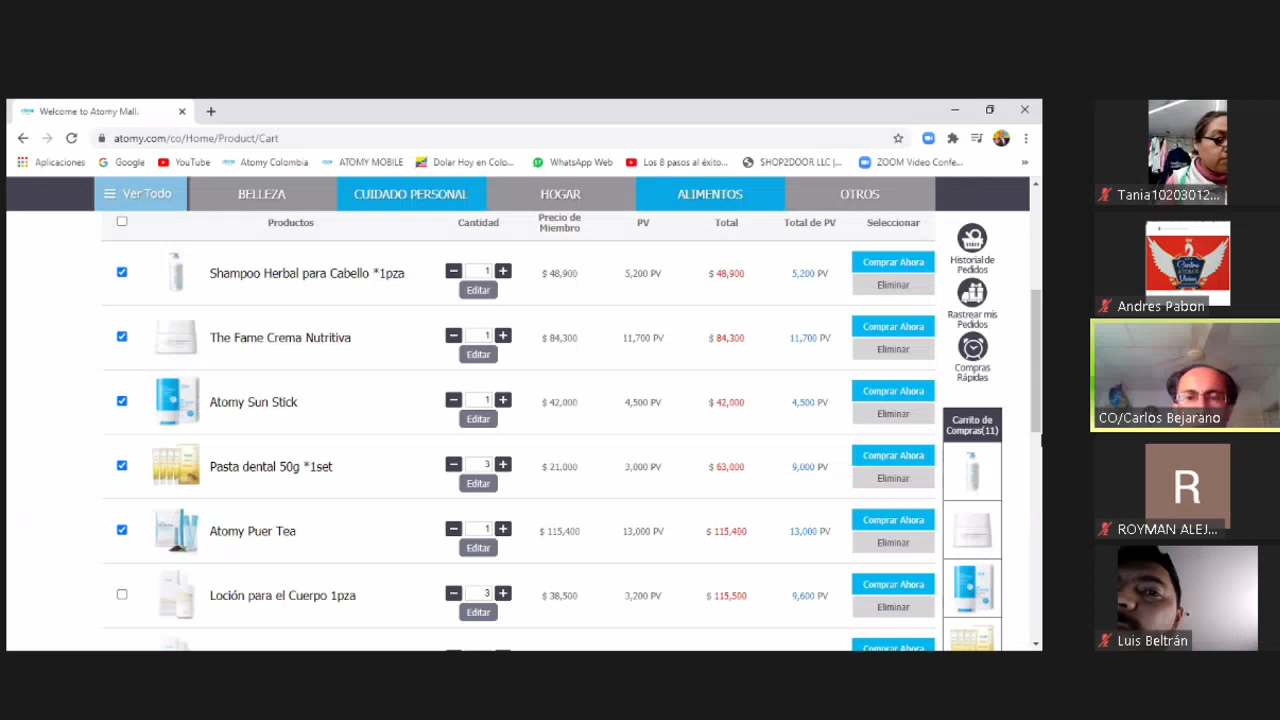 Welcome to Atomy Mall.
atomy.com/co/Home/Product/Cart
Aplicaciones Google YouTube Atomy Colombia ATOMY MOBILE Dolar Hoy en Colo... WhatsApp Web Los 8 pasos al éxito... SHOP2DOOR LLC |... ZOOM Video Confe... »
Ver Todo BELLEZA CUIDADO PERSONAL HOGAR ALIMENTOS OTROS
Productos Cantidad Precio de Miembro PV Total Total de PV Seleccionar
Shampoo Herbal para Cabello *1pza 1 $ 48,900 5,200 PV $ 48,900 5,200 PV Comprar Ahora
Editar Eliminar
The Fame Crema Nutritiva 1 $ 84,300 11,700 PV $ 84,300 11,700 PV Comprar Ahora
Editar Eliminar
Atomy Sun Stick 1 $ 42,000 4,500 PV $ 42,000 4,500 PV Comprar Ahora
Editar Eliminar
Pasta dental 50g *1set 3 $ 21,000 3,000 PV $ 63,000 9,000 PV Comprar Ahora
Editar Eliminar
Atomy Puer Tea 1 $ 115,400 13,000 PV $ 115,400 13,000 PV Comprar Ahora
Editar Eliminar
Loción para el Cuerpo 1pza 3 $ 38,500 3,200 PV $ 115,500 9,600 PV Comprar Ahora
Editar Eliminar
Comprar Ahora
Historial de
Pedidos
Rastrear mis
Pedidos
Compras
Rápidas
Carrito de
Compras(11)
Tania10203012...
Andres Pabon
CO/Carlos Bejarano
R
ROYMAN ALEJ...
Luis Beltrán